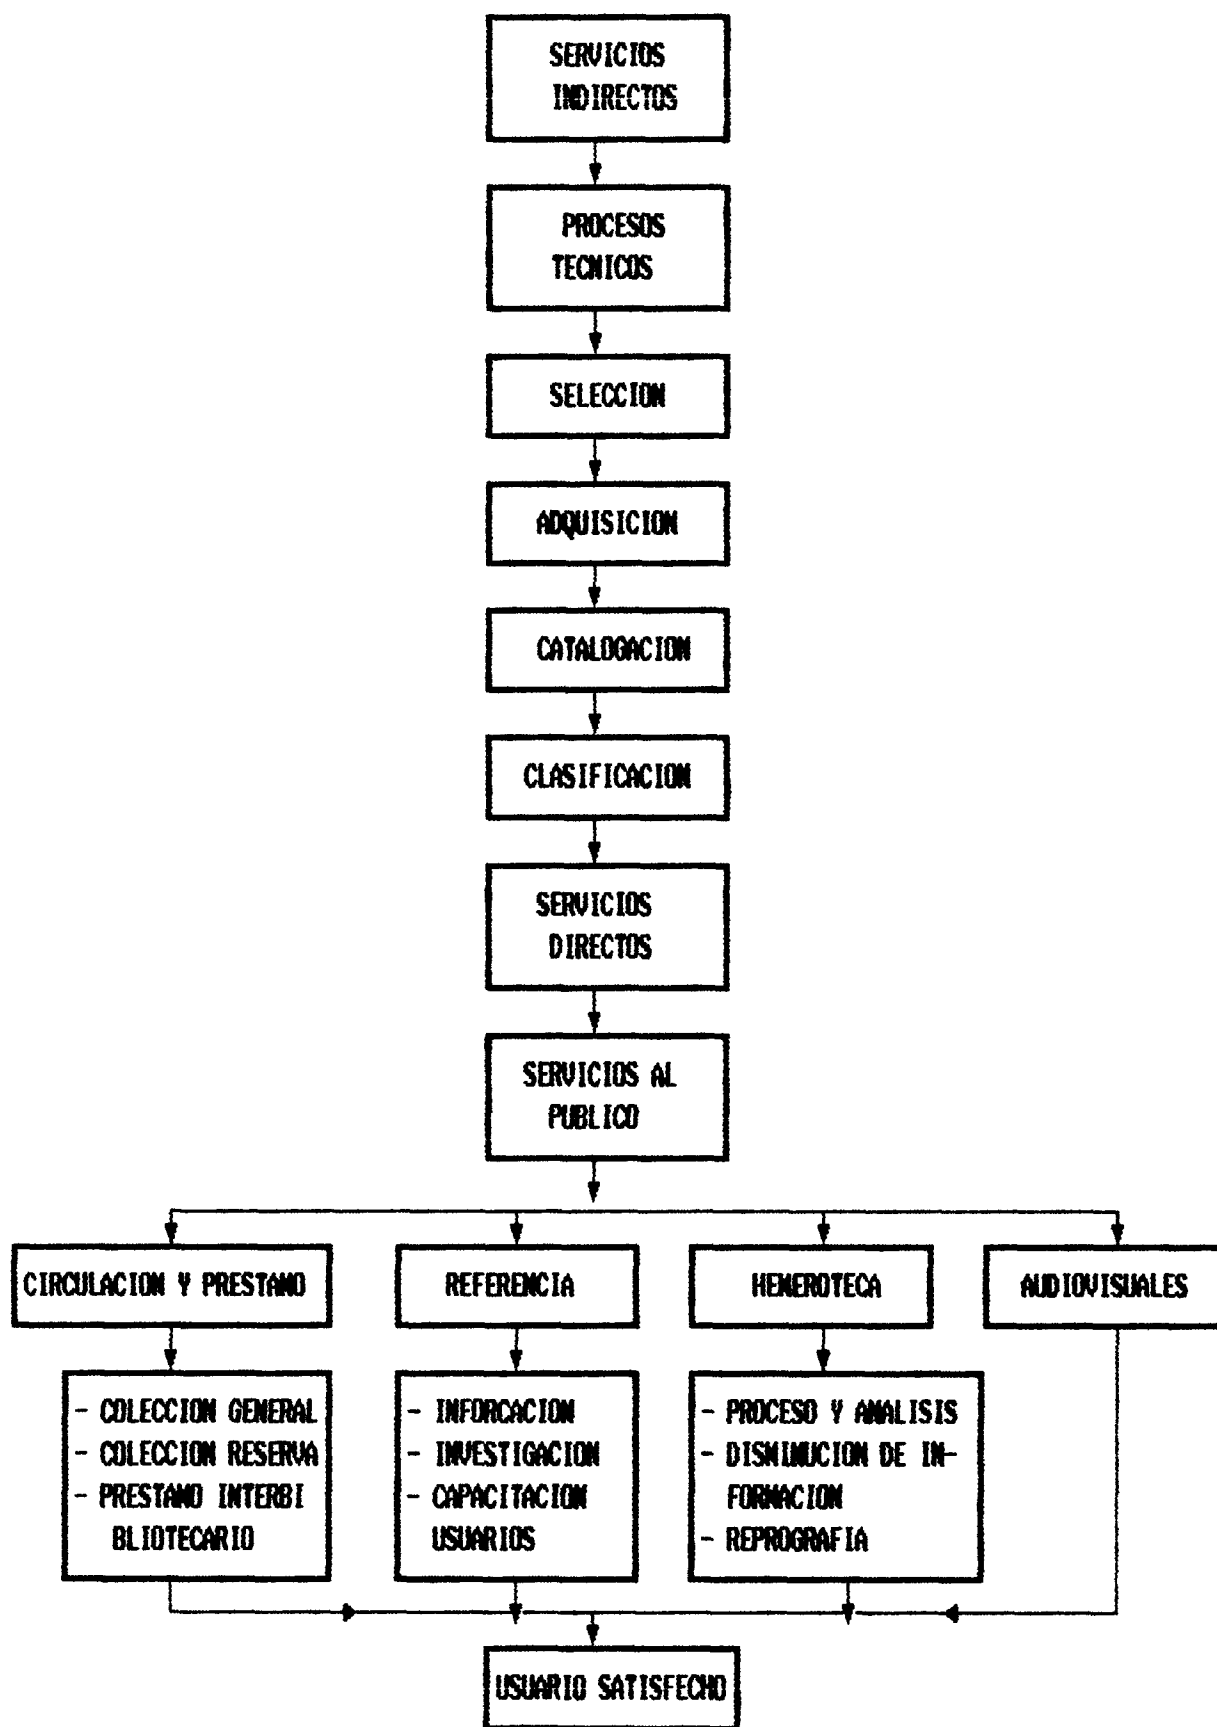 SERVICIOS
INDIRECTOS
PROCESOS
TECNICOS
SELECCION
ADQUISICION
CATALOGACION
CLASIFICACION
SERVICIOS
DIRECTOS
SERVICIOS AL
PUBLICO
CIRCULACION Y PRESTAMO
REFERENCIA
HEMEROTECA
AUDIOVISUALES
- COLECCION GENERAL
- COLECCION RESERVA
- PRESTAMO INTERBI
BLIOTECARIO
- INFORCACION
- INVESTIGACION
- CAPACITACION
USUARIOS
- PROCESO Y ANALISIS
- DISMINUCION DE IN-
FORMACION
- REPROGRAFIA
USUARIO SATISFECHO